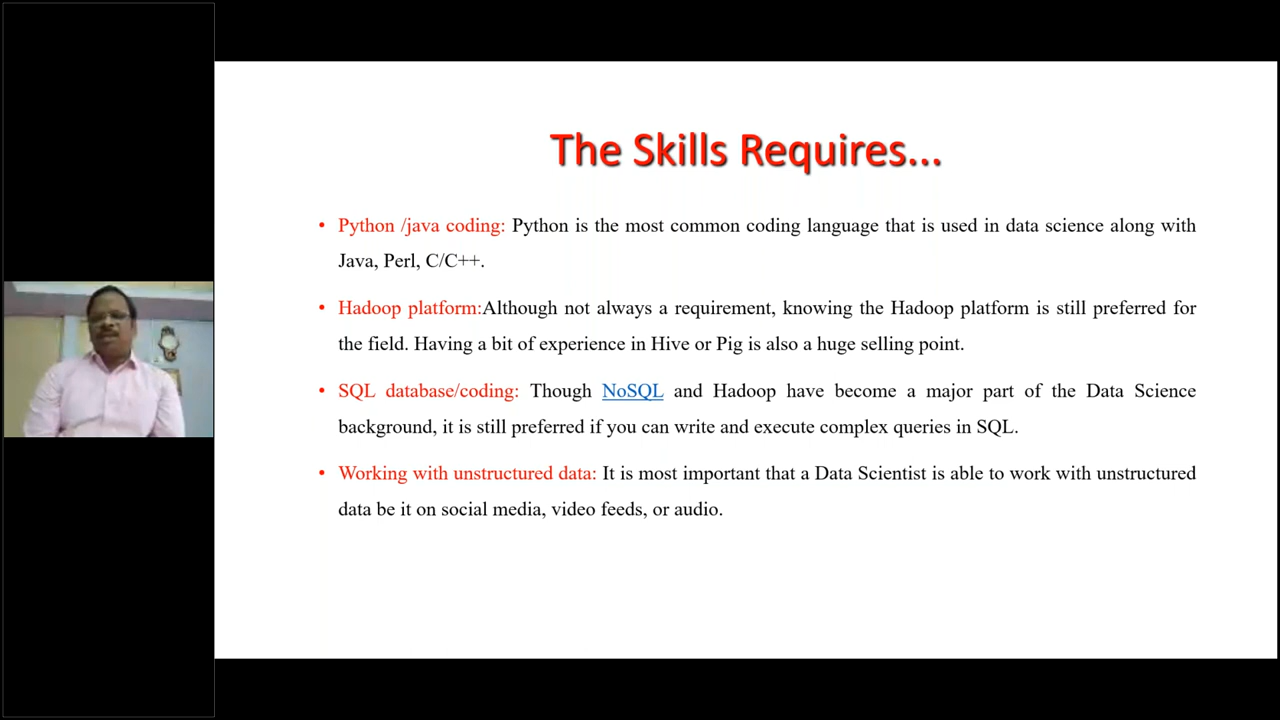 The Skills Requires...
• Python /java coding: Python is the most common coding language that is used in data science along with
Java, Perl, C/C++.
• Hadoop platform:Although not always a requirement, knowing the Hadoop platform is still preferred for
the field. Having a bit of experience in Hive or Pig is also a huge selling point.
• SQL database/coding: Though NoSQL and Hadoop have become a major part of the Data Science
background, it is still preferred if you can write and execute complex queries in SQL.
• Working with unstructured data: It is most important that a Data Scientist is able to work with unstructured
data be it on social media, video feeds, or audio.